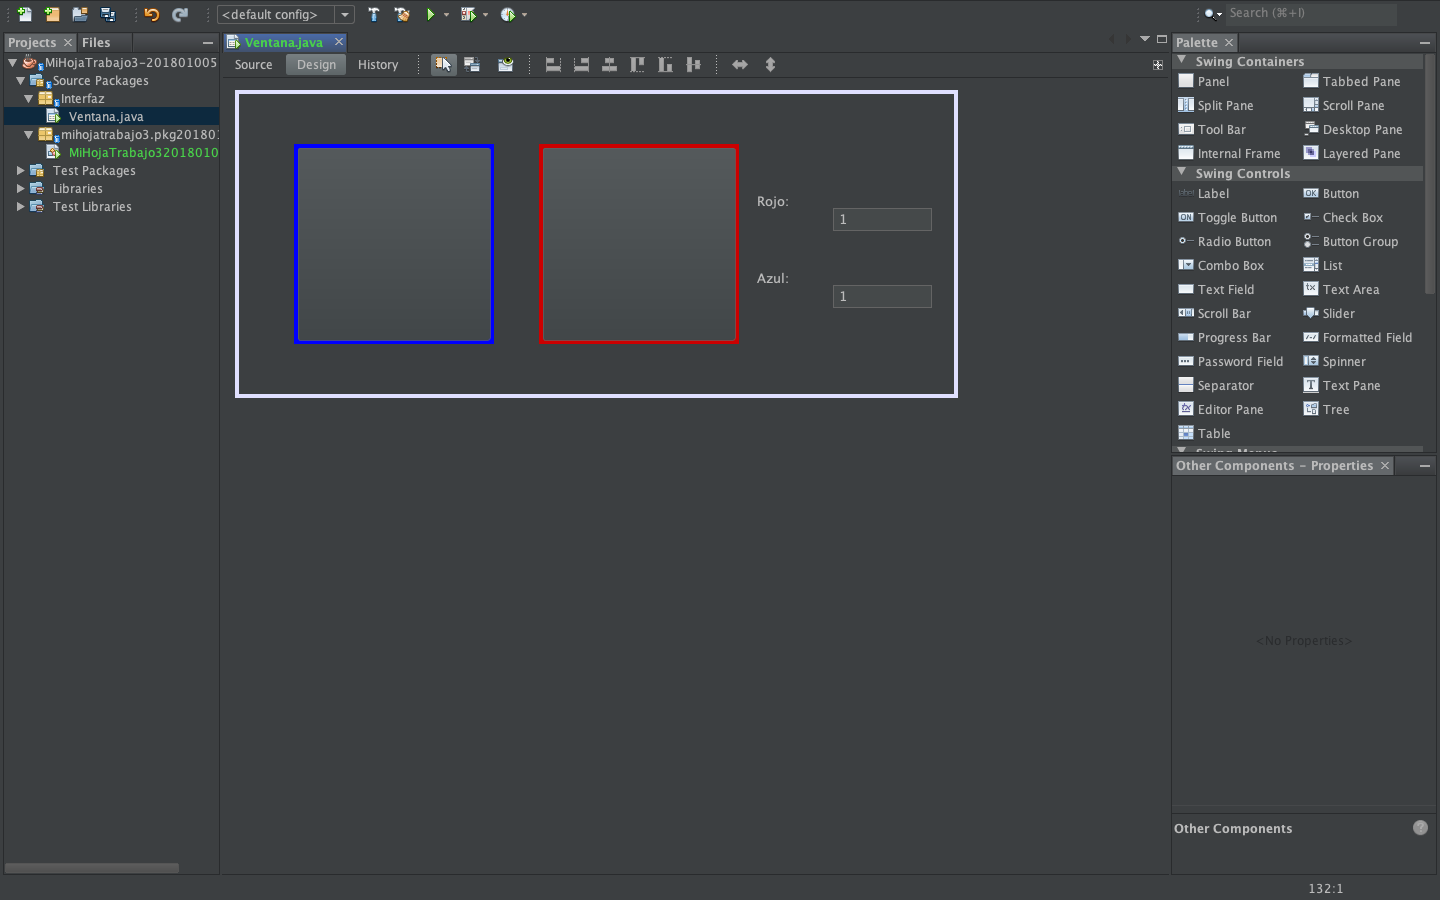 <default config>
Search (⌘+I)
Projects
Files
MiHojaTrabajo3-201801005
Source Packages
Interfaz
Ventana.java
mihojatrabajo3.pkg20180
MiHojaTrabajo32018010
Test Packages
Libraries
Test Libraries
Ventana.java
Source
Design
History
Rojo:
1
Azul:
1
Palette
Swing Containers
Panel
Tabbed Pane
Split Pane
Scroll Pane
Tool Bar
Desktop Pane
Internal Frame
Layered Pane
Swing Controls
Label
Button
Toggle Button
Check Box
Radio Button
Button Group
Combo Box
List
Text Field
Text Area
Scroll Bar
Slider
Progress Bar
Formatted Field
Password Field
Spinner
Separator
Text Pane
Editor Pane
Tree
Table
Other Components - Properties
<No Properties>
Other Components
132:1